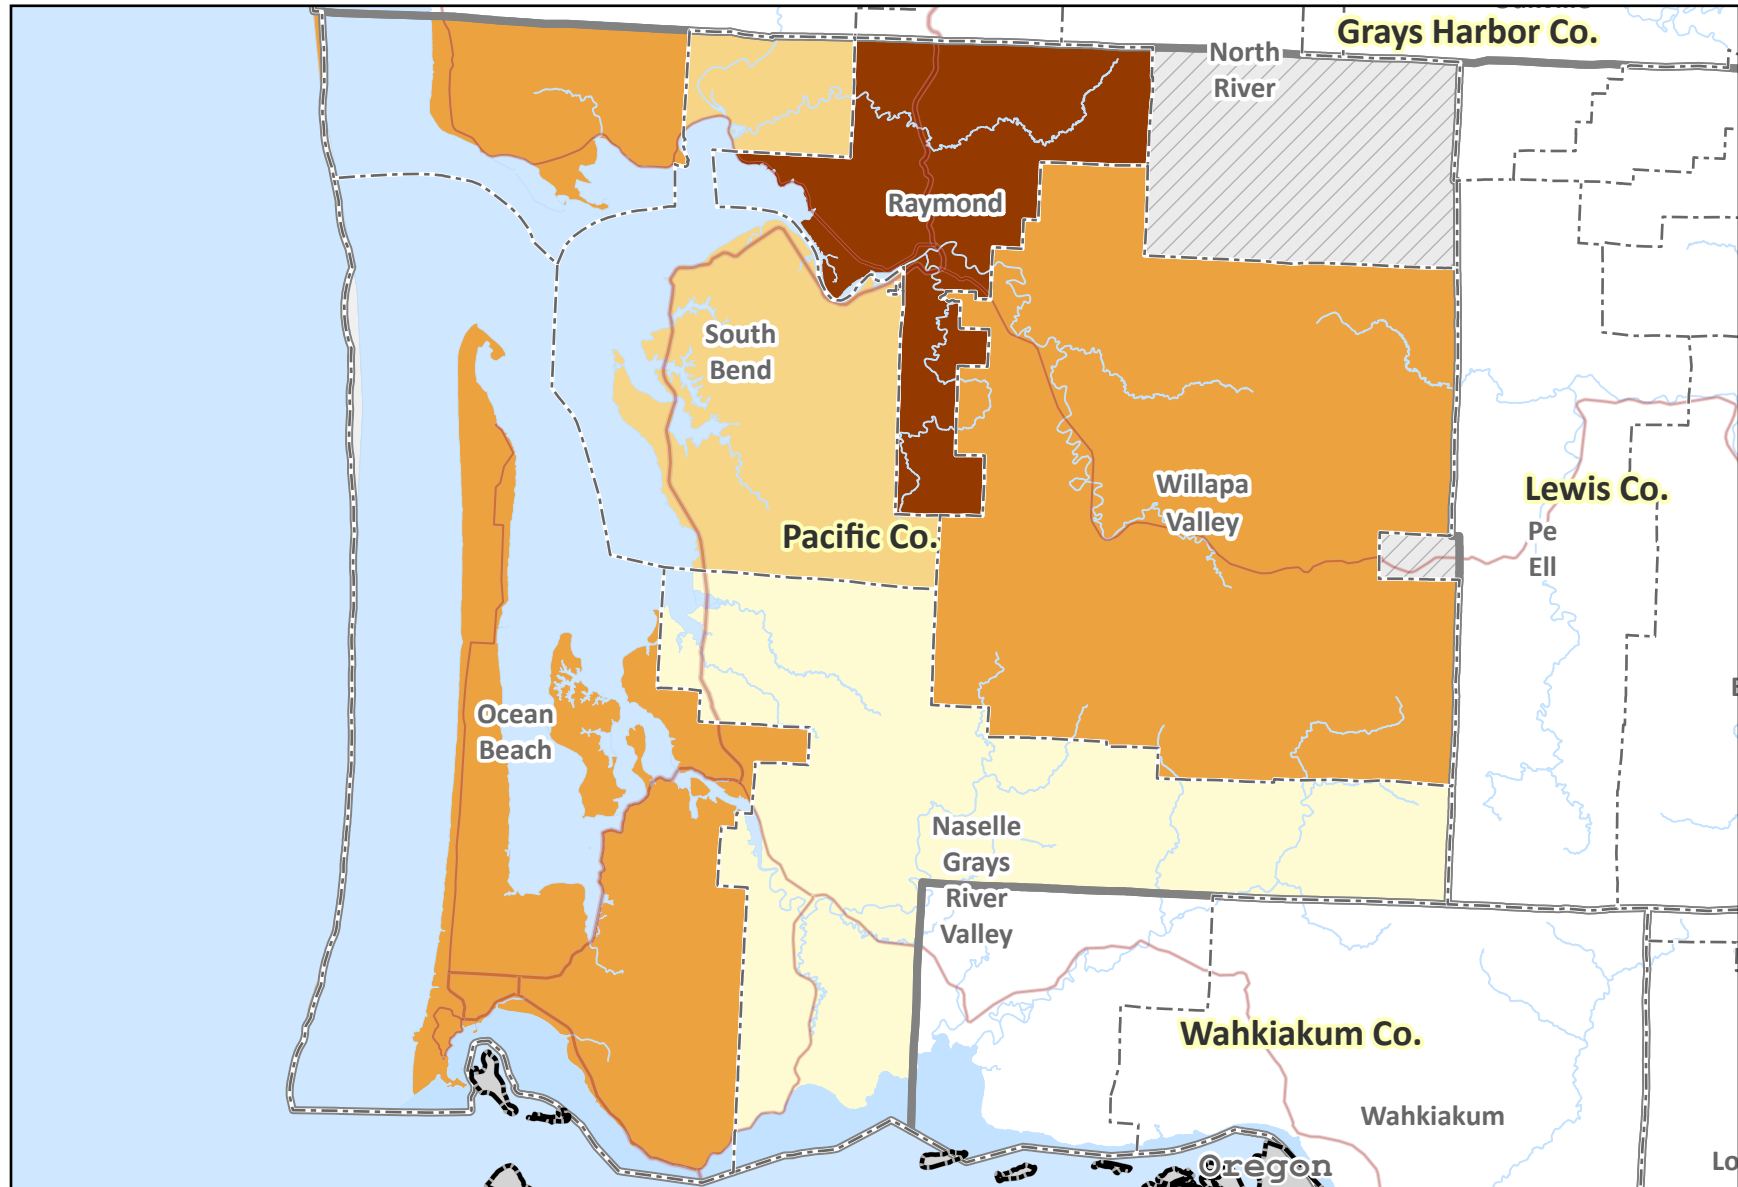 Grays Harbor Co.
North
River
Raymond
South
Bend
Willapa
Valley
Lewis Co.
Pacific Co.
Pe
Ell
Ocean
Beach
Naselle
Grays
River
Valley
Wahkiakum Co.
Wahkiakum
Oregon
Lo